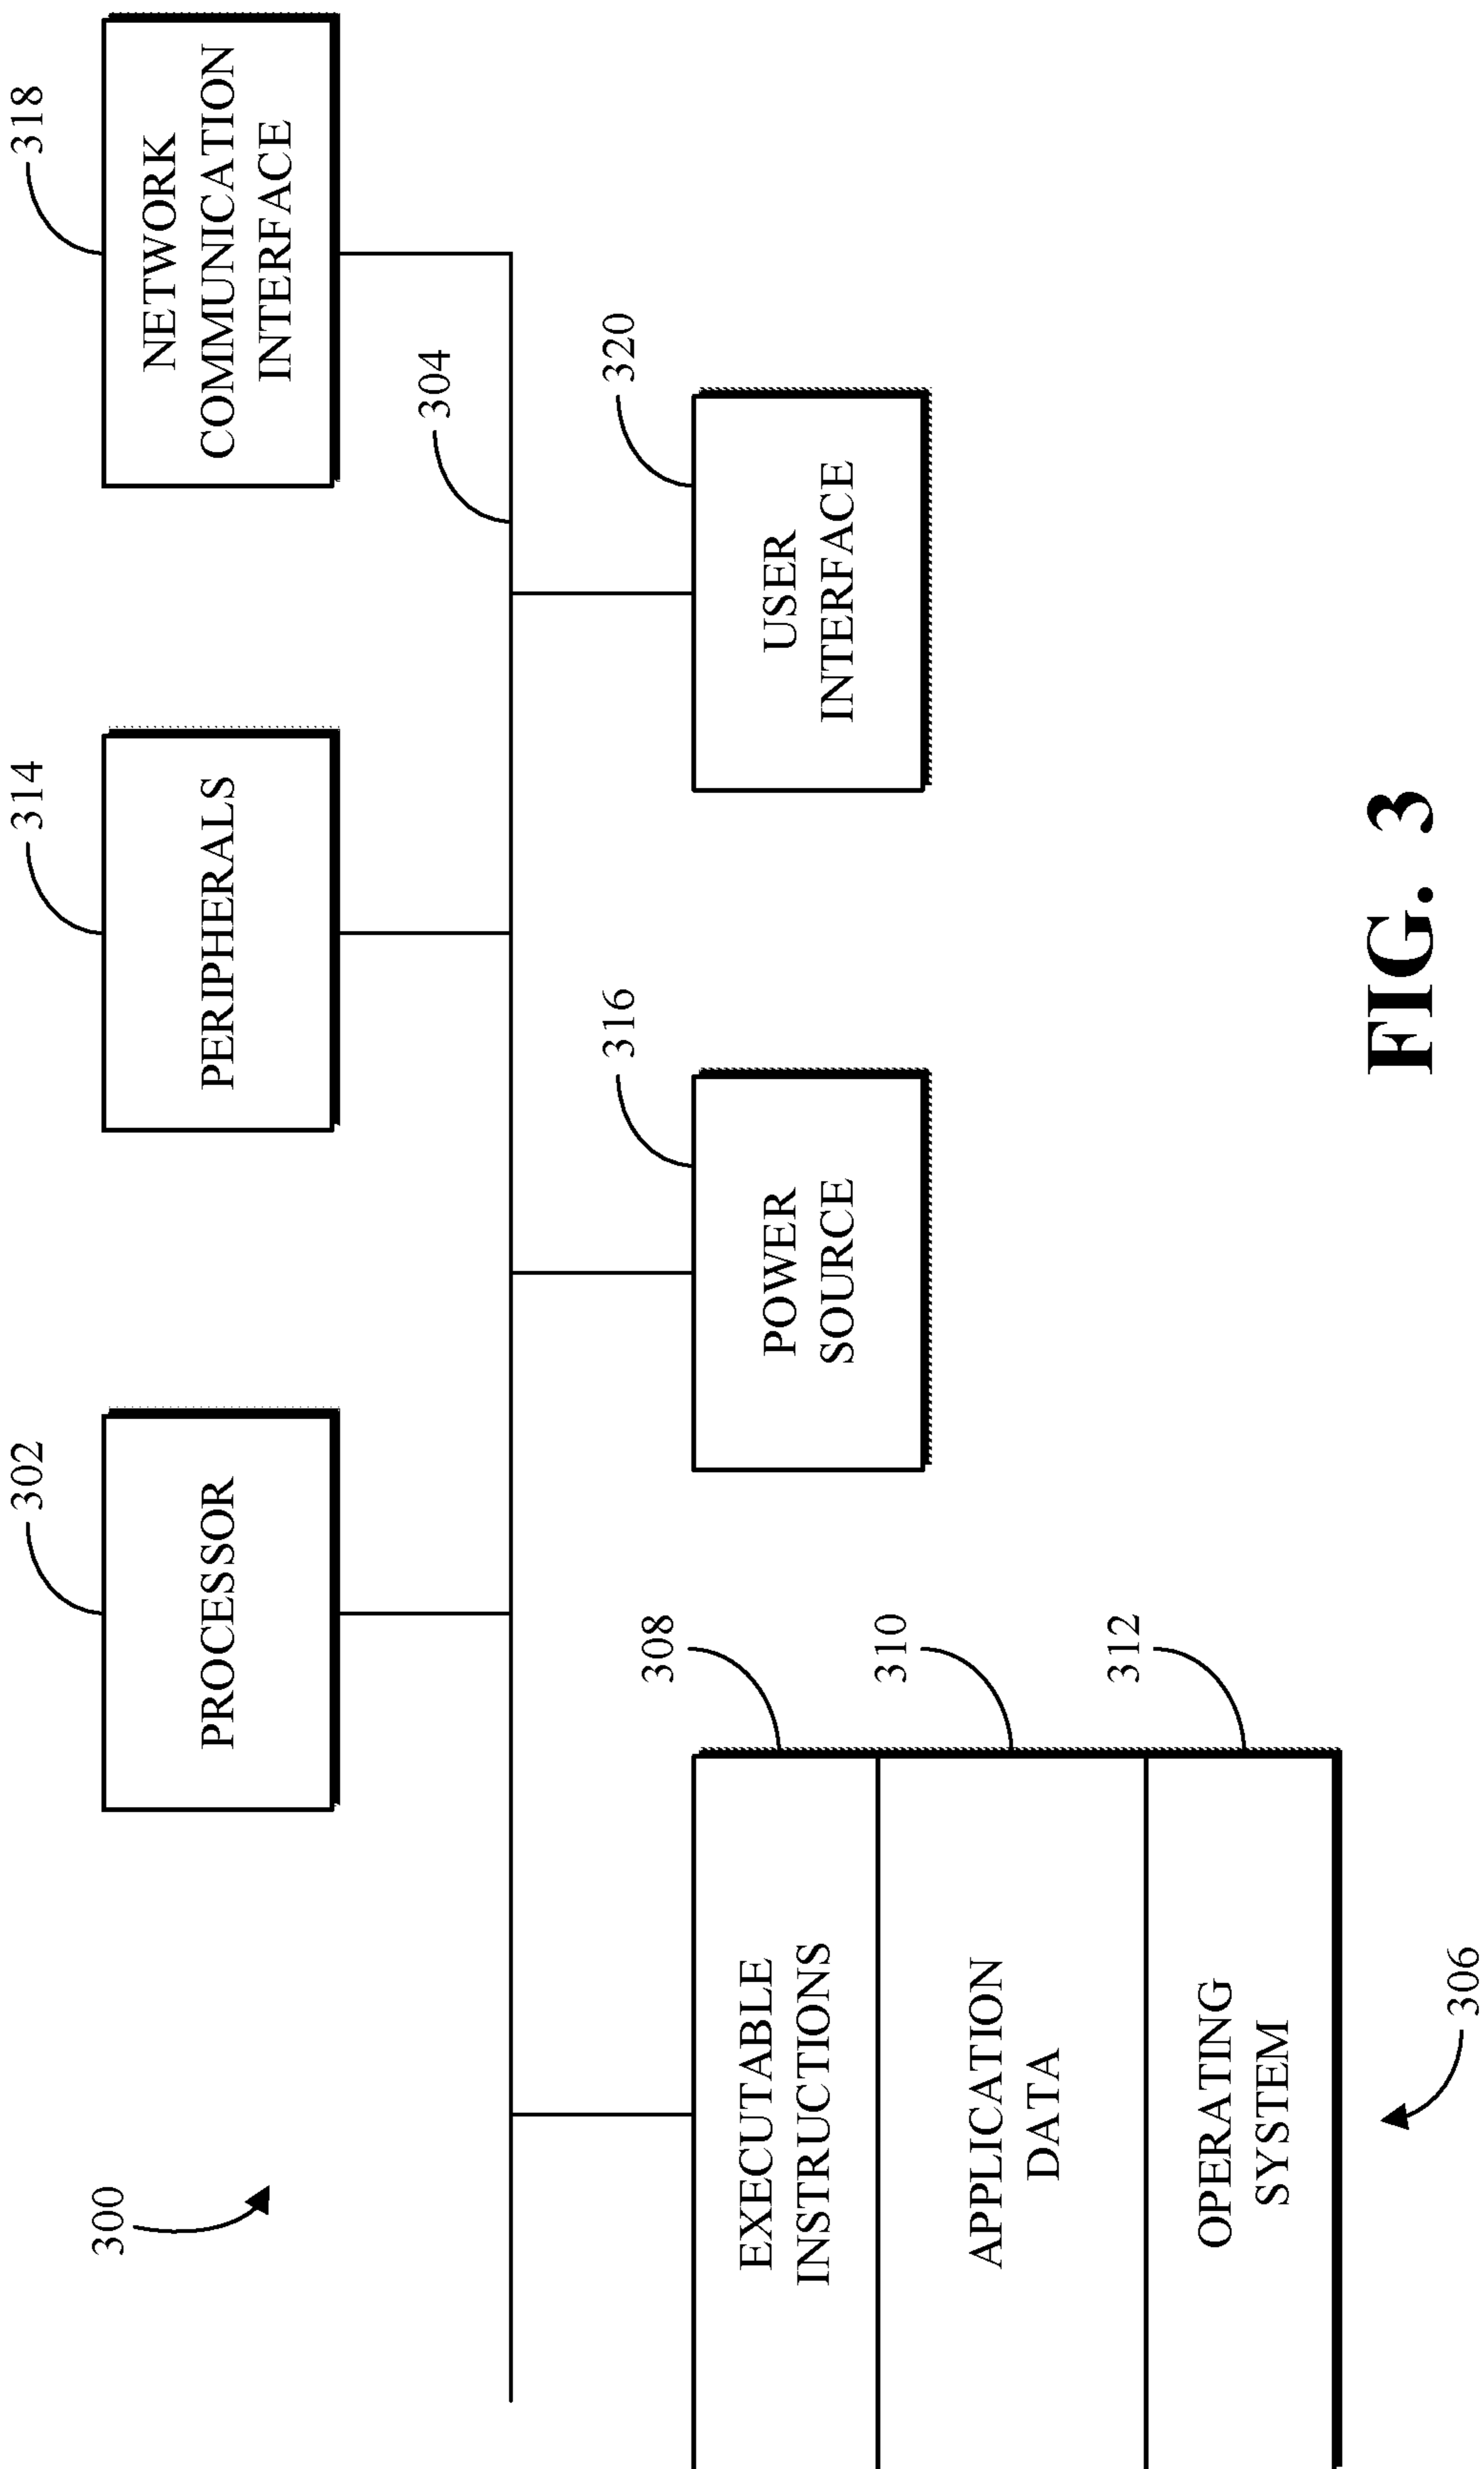 300
302
PROCESSOR
314
PERIPHERALS
318
NETWORK
COMMUNICATION
INTERFACE
304
308
EXECUTABLE
INSTRUCTIONS
310
APPLICATION
DATA
312
OPERATING
SYSTEM
306
316
POWER
SOURCE
320
USER
INTERFACE
FIG. 3